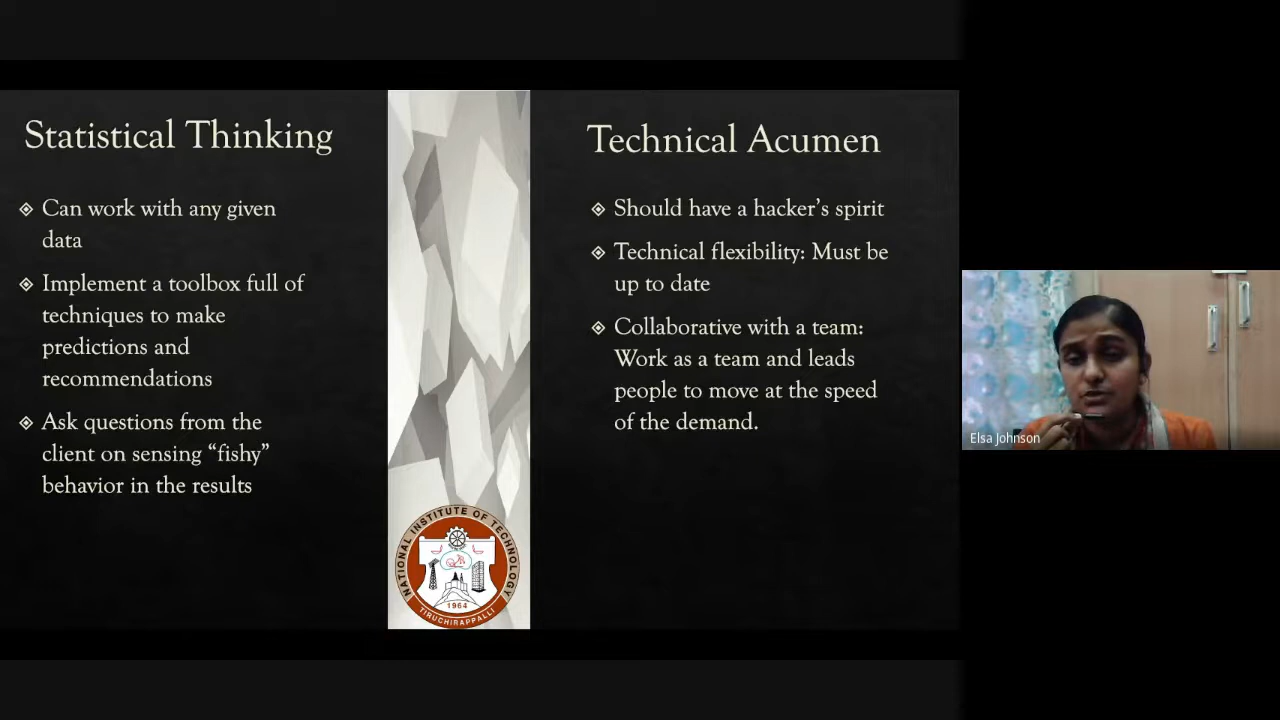 Statistical Thinking
Can work with any given
data
Implement a toolbox full of
techniques to make
predictions and
recommendations
Ask questions from the
client on sensing “fishy”
behavior in the results
NATIONAL INSTITUTE OF TECHNOLOGY
1964
TIRUCHIRAPPALLI
Technical Acumen
Should have a hacker’s spirit
Technical flexibility: Must be
up to date
Collaborative with a team:
Work as a team and leads
people to move at the speed
of the demand.
Elsa Johnson